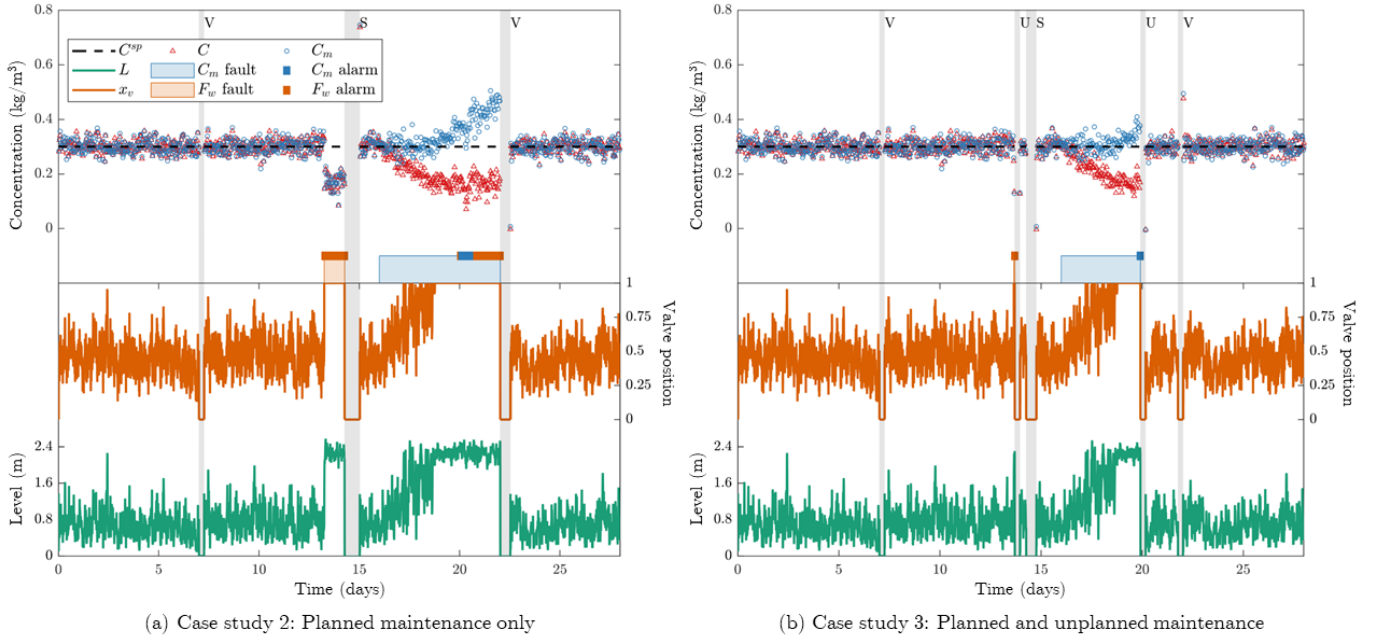 V S V
0.8
0.6
0.4
0.2
0
Concentration (kg/m³)
C^sp C C_m
L C_m fault C_m alarm
x_v F_w fault F_w alarm
1
0.75
0.5
0.25
0
Valve position
2.4
1.6
0.8
0
Level (m)
0 5 10 15 20 25
Time (days)
(a) Case study 2: Planned maintenance only
V U S U V
0.8
0.6
0.4
0.2
0
Concentration (kg/m³)
1
0.75
0.5
0.25
0
Valve position
2.4
1.6
0.8
0
Level (m)
0 5 10 15 20 25
Time (days)
(b) Case study 3: Planned and unplanned maintenance